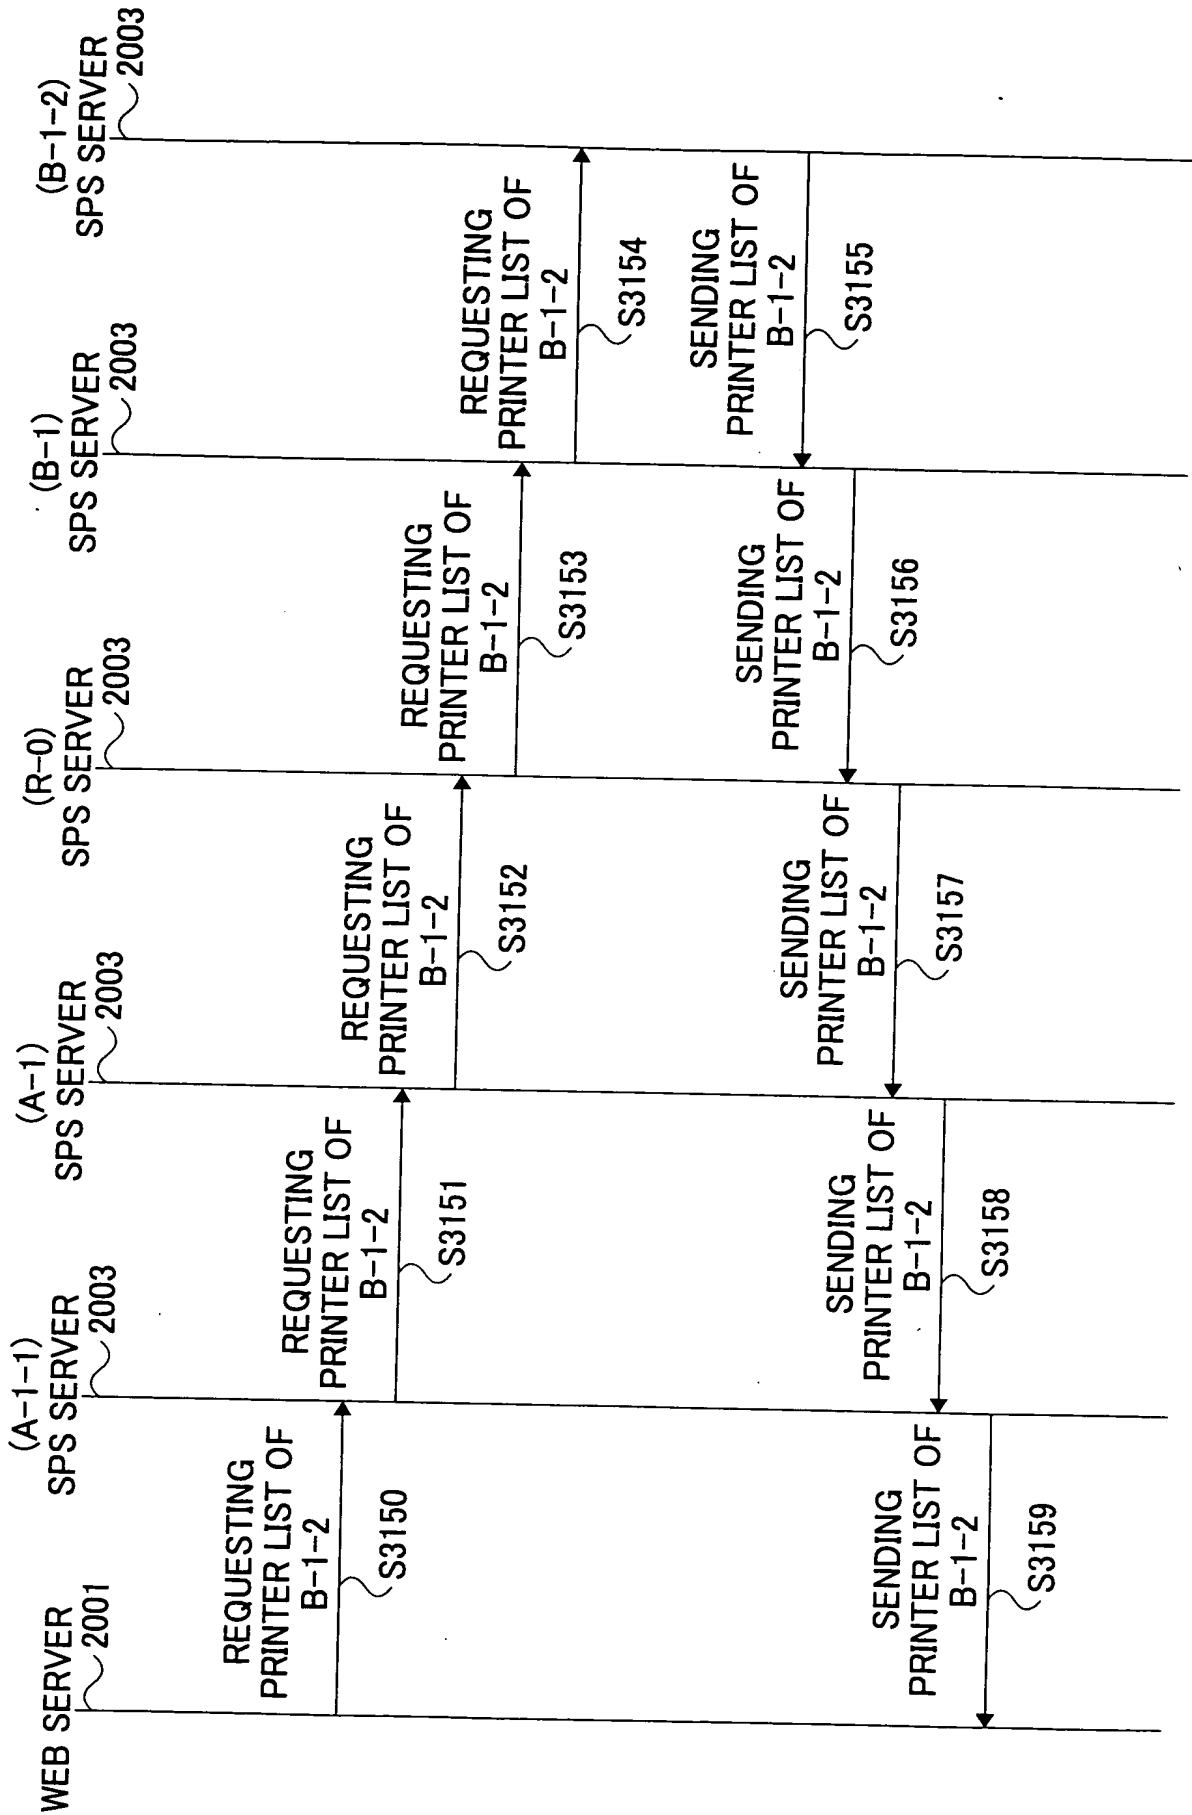 WEB SERVER
2001
(A-1-1)
SPS SERVER
2003
(A-1)
SPS SERVER
2003
(R-0)
SPS SERVER
2003
(B-1)
SPS SERVER
2003
(B-1-2)
SPS SERVER
2003
REQUESTING
PRINTER LIST OF
B-1-2
S3150
REQUESTING
PRINTER LIST OF
B-1-2
S3151
REQUESTING
PRINTER LIST OF
B-1-2
S3152
REQUESTING
PRINTER LIST OF
B-1-2
S3153
REQUESTING
PRINTER LIST OF
B-1-2
S3154
SENDING
PRINTER LIST OF
B-1-2
S3155
SENDING
PRINTER LIST OF
B-1-2
S3156
SENDING
PRINTER LIST OF
B-1-2
S3157
SENDING
PRINTER LIST OF
B-1-2
S3158
SENDING
PRINTER LIST OF
B-1-2
S3159